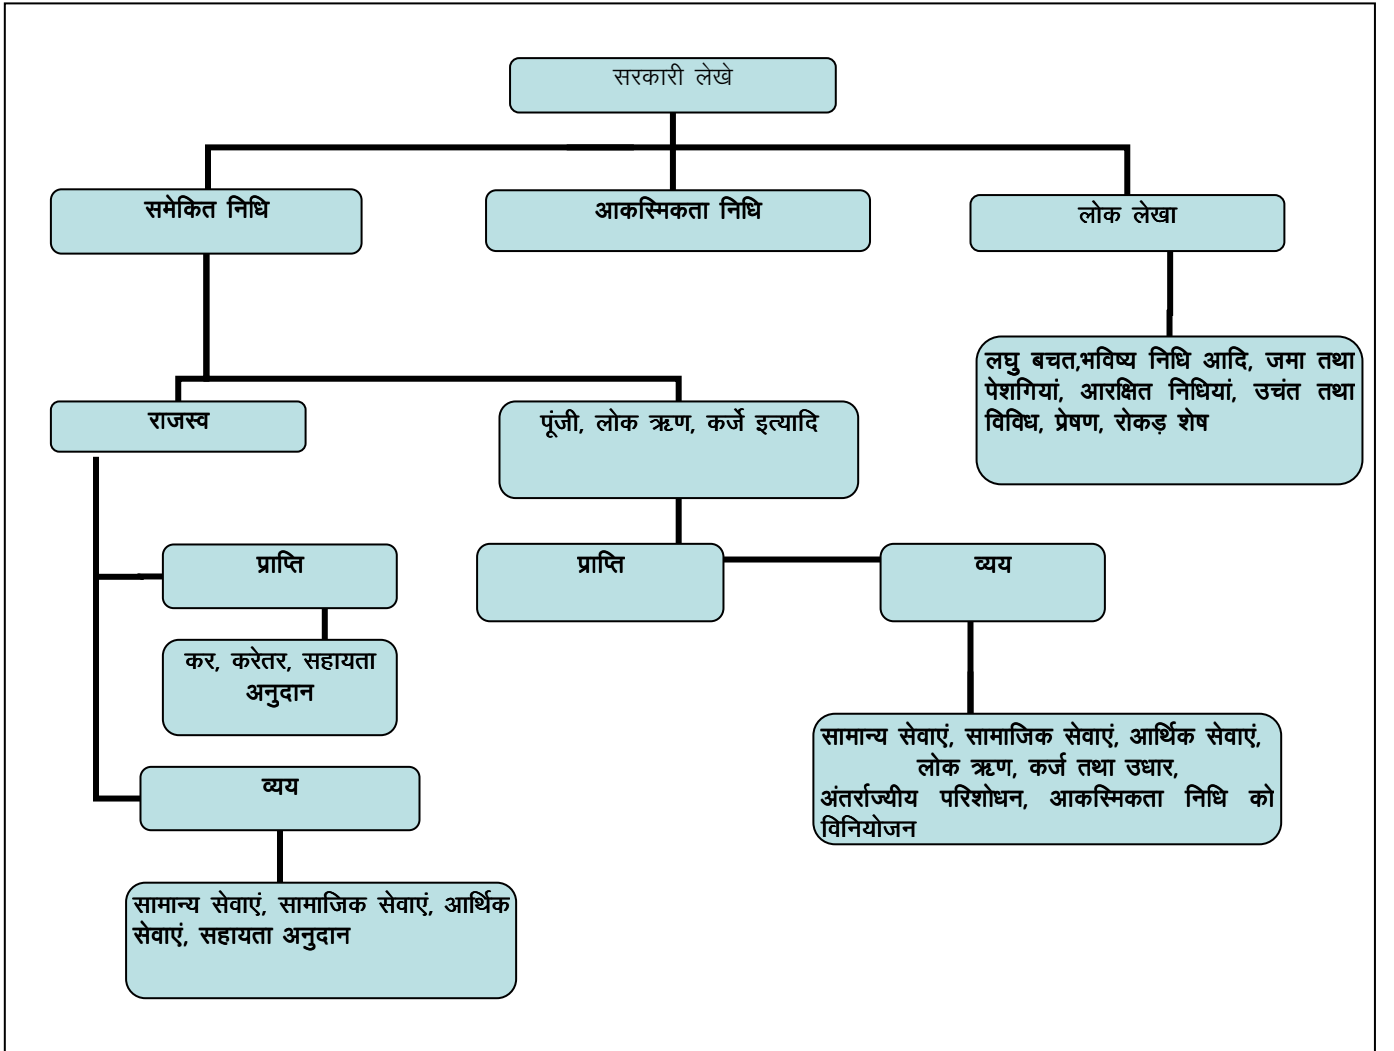 सरकारी लेखे
समेकित निधि
आकस्मिकता निधि
लोक लेखा
लघु बचत,भविष्य निधि आदि, जमा तथा
पेशगियां, आरक्षित निधियां, उचंत तथा
विविध, प्रेषण, रोकड़ शेष
राजस्व
पूंजी, लोक ऋण, कर्जे इत्यादि
प्राप्ति
प्राप्ति
व्यय
कर, करेतर, सहायता
अनुदान
सामान्य सेवाएं, सामाजिक सेवाएं, आर्थिक सेवाएं,
लोक ऋण, कर्ज तथा उधार,
अंतर्राज्यीय परिशोधन, आकस्मिकता निधि को
विनियोजन
व्यय
सामान्य सेवाएं, सामाजिक सेवाएं, आर्थिक
सेवाएं, सहायता अनुदान